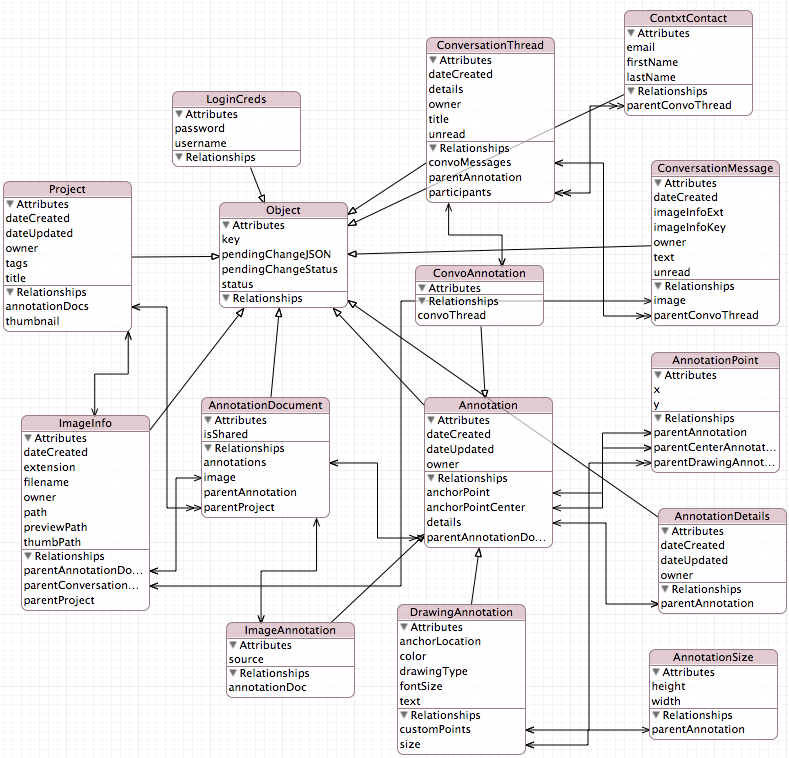 ContxtContact
Attributes
email
firstName
lastName
Relationships
parentConvoThread
ConversationThread
Attributes
dateCreated
details
owner
title
unread
Relationships
convoMessages
parentAnnotation
participants
LoginCreds
Attributes
password
username
Relationships
ConversationMessage
Attributes
dateCreated
imageInfoExt
imageInfoKey
owner
text
unread
Relationships
image
parentConvoThread
Project
Attributes
dateCreated
dateUpdated
owner
tags
title
Relationships
annotationDocs
thumbnail
Object
Attributes
key
pendingChangeJSON
pendingChangeStatus
status
Relationships
ConvoAnnotation
Attributes
Relationships
convoThread
AnnotationPoint
Attributes
x
y
Relationships
parentAnnotation
parentCenterAnnotat...
parentDrawingAnnot...
ImageInfo
Attributes
dateCreated
extension
filename
owner
path
previewPath
thumbPath
Relationships
parentAnnotationDo...
parentConversation...
parentProject
AnnotationDocument
Attributes
isShared
Relationships
annotations
image
parentAnnotation
parentProject
Annotation
Attributes
dateCreated
dateUpdated
owner
Relationships
anchorPoint
anchorPointCenter
details
parentAnnotationDo...
AnnotationDetails
Attributes
dateCreated
dateUpdated
owner
Relationships
parentAnnotation
ImageAnnotation
Attributes
source
Relationships
annotationDoc
DrawingAnnotation
Attributes
anchorLocation
color
drawingType
fontSize
text
Relationships
customPoints
size
AnnotationSize
Attributes
height
width
Relationships
parentAnnotation